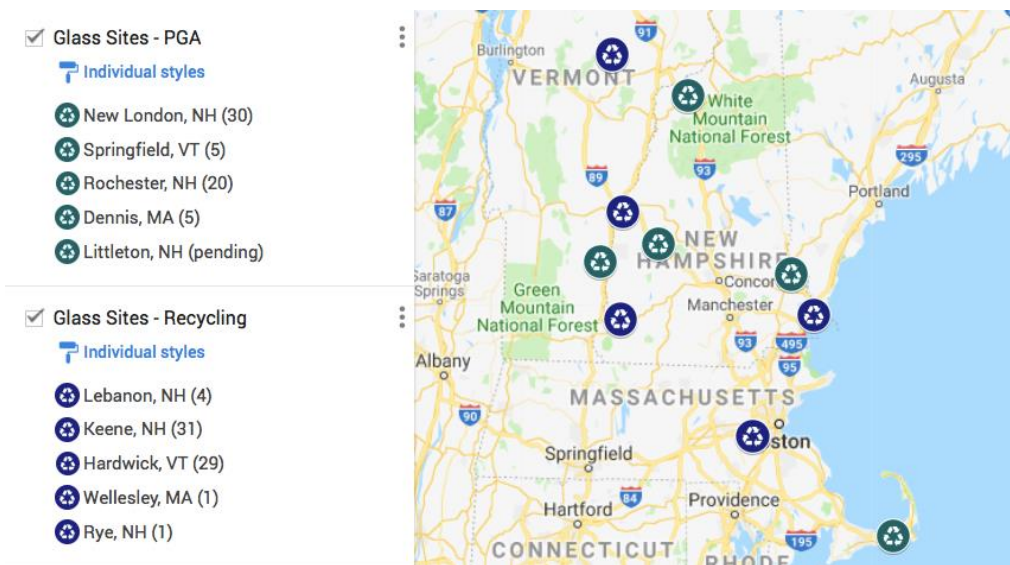 Glass Sites - PGA
Individual styles
New London, NH (30)
Springfield, VT (5)
Rochester, NH (20)
Dennis, MA (5)
Littleton, NH (pending)
Glass Sites - Recycling
Individual styles
Lebanon, NH (4)
Keene, NH (31)
Hardwick, VT (29)
Wellesley, MA (1)
Rye, NH (1)
91
Burlington
VERMONT
Augusta
White
Mountain
National Forest
295
89
93
Portland
87
NEW
HAMPSHIRE
Saratoga
Springs
Concor
Green
Mountain
National Forest
Manchester
93
495
95
Albany
MASSACHUSETTS
90
ston
Springfield
84
Providence
Hartford
195
CONNECTICUT
RHODE